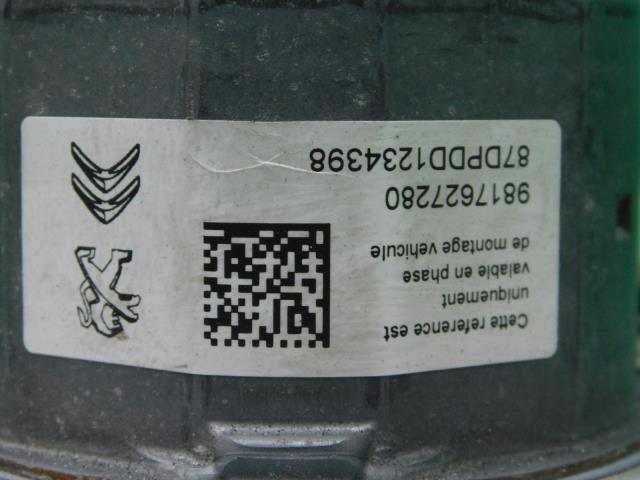 Cette reference est
uniquement
valable en phase
de montage vehicule
9817627280
87DPDD1234398